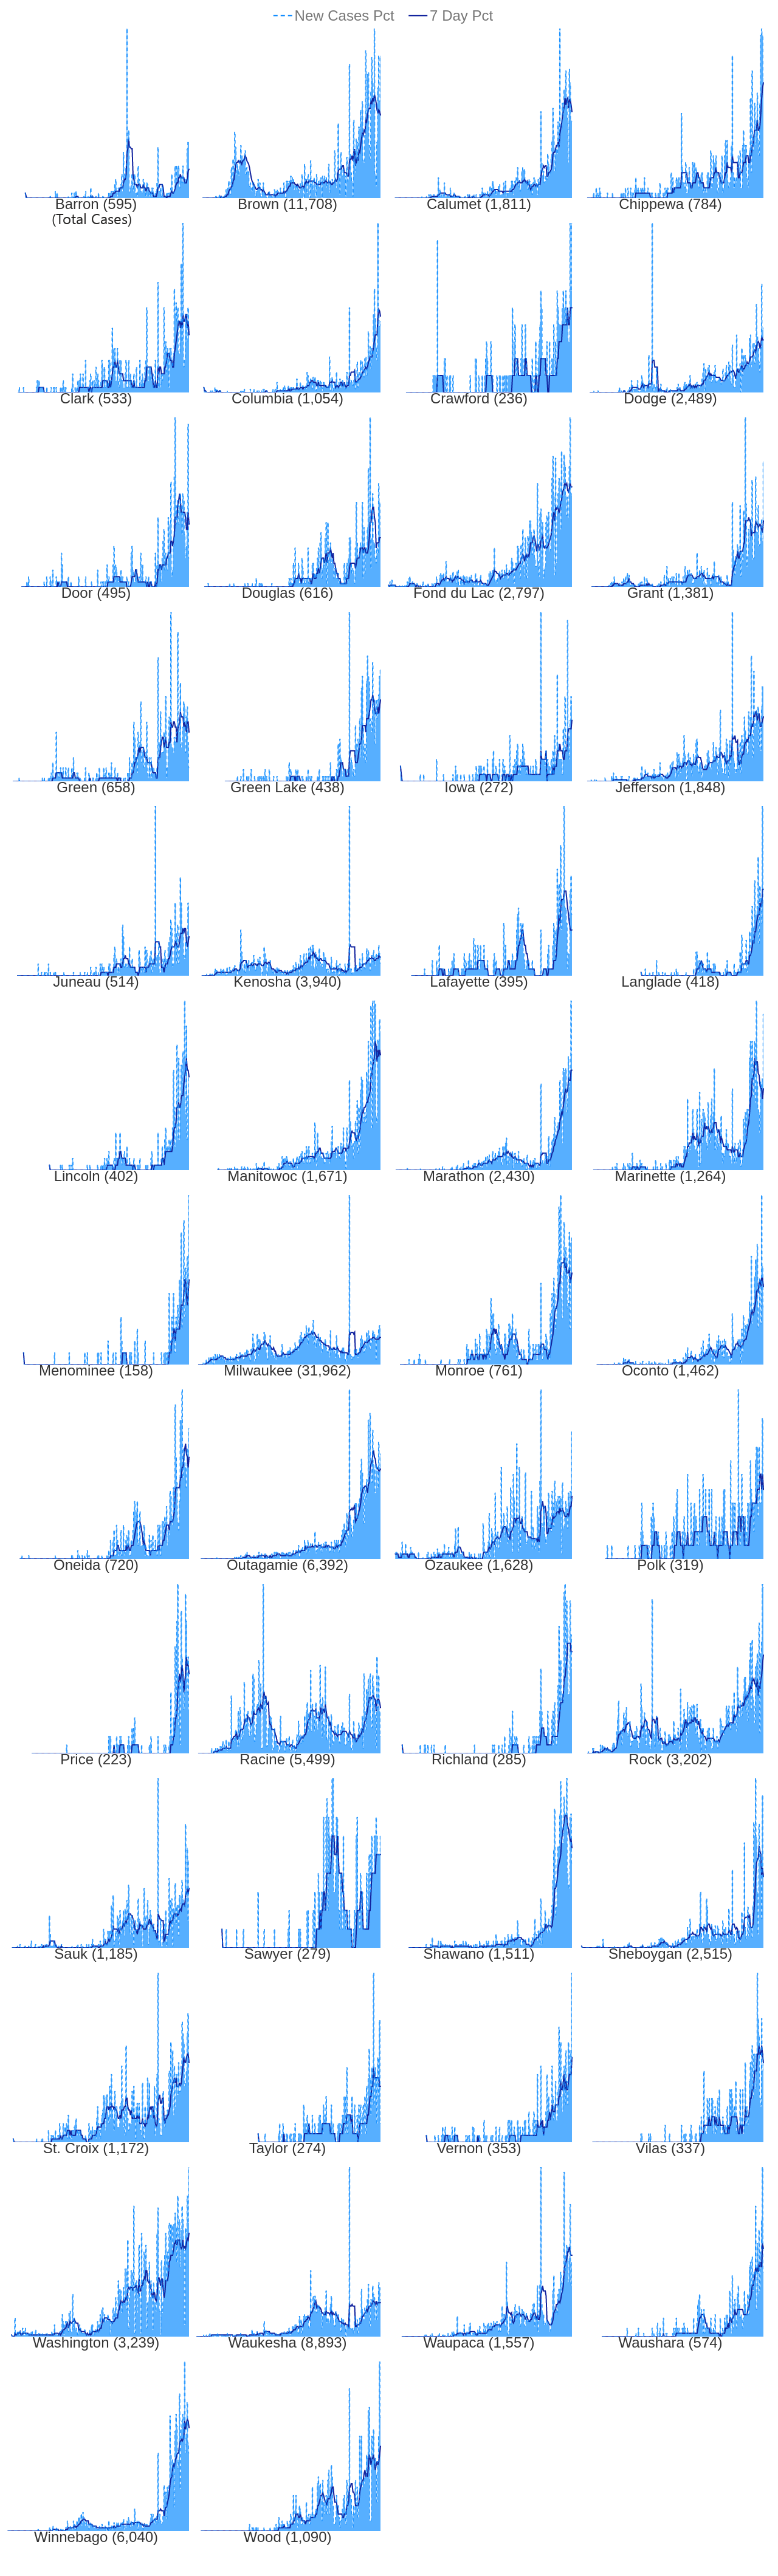 New Cases Pct 7 Day Pct
Barron (595) Brown (11,708) Calumet (1,811) Chippewa (784)
(Total Cases)
Clark (533) Columbia (1,054) Crawford (236) Dodge (2,489)
Door (495) Douglas (616) Fond du Lac (2,797) Grant (1,381)
Green (658) Green Lake (438) Iowa (272) Jefferson (1,848)
Juneau (514) Kenosha (3,940) Lafayette (395) Langlade (418)
Lincoln (402) Manitowoc (1,671) Marathon (2,430) Marinette (1,264)
Menominee (158) Milwaukee (31,962) Monroe (761) Oconto (1,462)
Oneida (720) Outagamie (6,392) Ozaukee (1,628) Polk (319)
Price (223) Racine (5,499) Richland (285) Rock (3,202)
Sauk (1,185) Sawyer (279) Shawano (1,511) Sheboygan (2,515)
St. Croix (1,172) Taylor (274) Vernon (353) Vilas (337)
Washington (3,239) Waukesha (8,893) Waupaca (1,557) Waushara (574)
Winnebago (6,040) Wood (1,090)